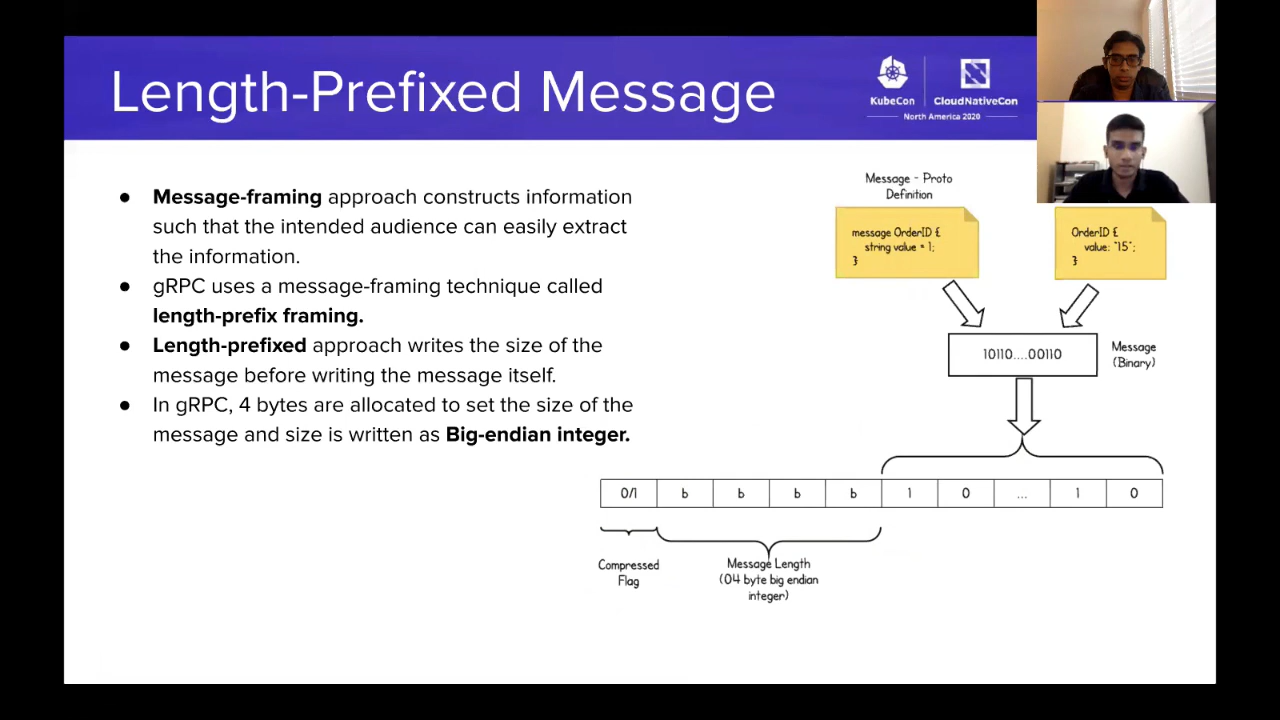 Length-Prefixed Message
KubeCon
CloudNativeCon
North America 2020
● Message-framing approach constructs information
such that the intended audience can easily extract
the information.
● gRPC uses a message-framing technique called
length-prefix framing.
● Length-prefixed approach writes the size of the
message before writing the message itself.
● In gRPC, 4 bytes are allocated to set the size of the
message and size is written as Big-endian integer.
Message - Proto
Definition
message OrderID {
string value = 1;
}
OrderID {
value: "15";
}
10110....00110
Message
(Binary)
0/1 b b b b 1 0 ... 1 0
Compressed
Flag
Message Length
(04 byte big endian
integer)